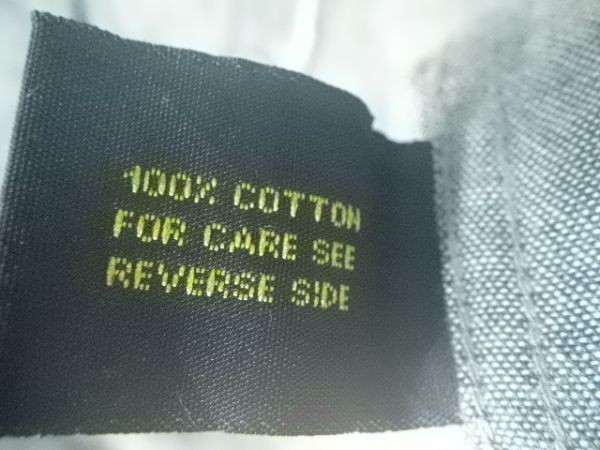 100% COTTON
FOR CARE SEE
REVERSE SIDE